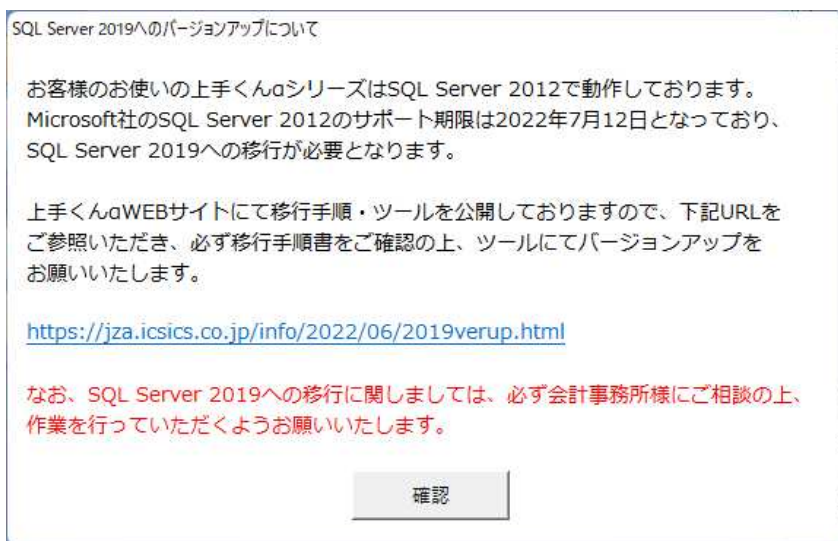 SQL Server 2019へのバージョンアップについて
お客様のお使いの上手くんαシリーズはSQL Server 2012で動作しております。
Microsoft社のSQL Server 2012のサポート期限は2022年7月12日となっており、
SQL Server 2019への移行が必要となります。
上手くんαWEBサイトにて移行手順・ツールを公開しておりますので、下記URLを
ご参照いただき、必ず移行手順書をご確認の上、ツールにてバージョンアップを
お願いいたします。
https://jza.icsics.co.jp/info/2022/06/2019verup.html
なお、SQL Server 2019への移行に関しましては、必ず会計事務所様にご相談の上、
作業を行っていただくようお願いいたします。
確認